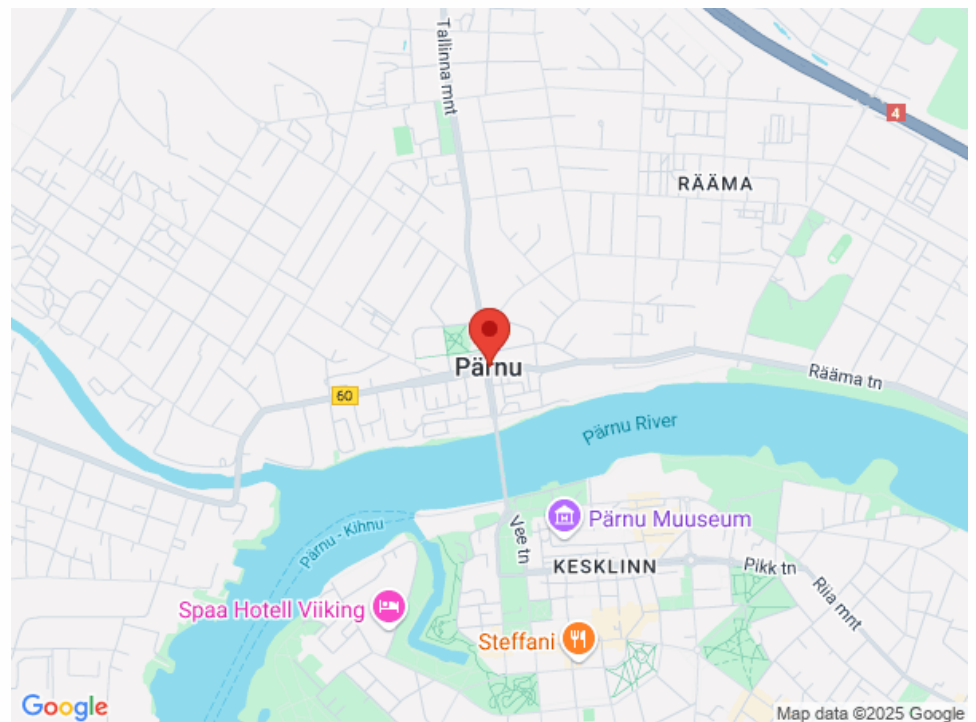 Tallinna mnt
4
RÄÄMA
Pärnu
Rääma tn
60
Pärnu River
Pärnu Muuseum
Pärnu - Kihnu
Vee tn
KESKLINN
Pikk tn
Riia mnt
Spaa Hotell Viiking
Steffani
Google
Map data ©2025 Google